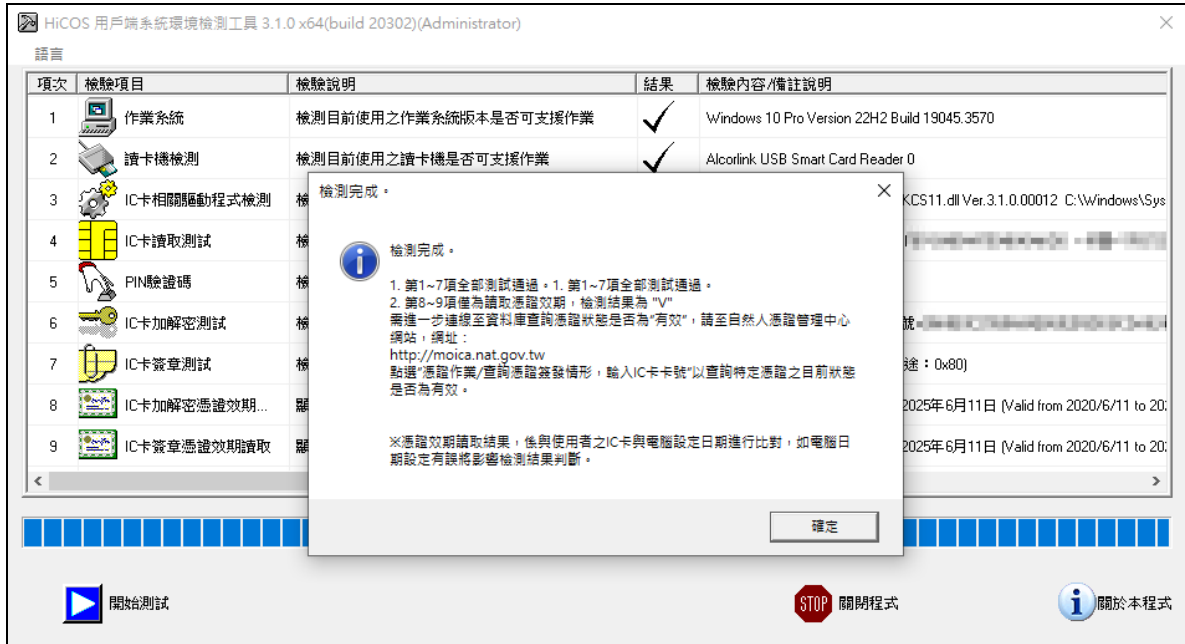 HiCOS 用戶端系統環境檢測工具 3.1.0 x64(build 20302)(Administrator)
語言
項次 檢驗項目 檢驗說明 結果 檢驗內容/備註說明
1 作業系統 檢測目前使用之作業系統版本是否可支援作業 Windows 10 Pro Version 22H2 Build 19045.3570
2 讀卡機檢測 檢測目前使用之讀卡機是否可支援作業 Alcorlink USB Smart Card Reader 0
3 IC卡相關驅動程式檢測 檢 KCS11.dll Ver.3.1.0.00012 C:\Windows\Sys
4 IC卡讀取測試 檢
5 PIN驗證碼 檢
6 IC卡加解密測試 檢 號
7 IC卡簽章測試 檢 途：0x80)
8 IC卡加解密憑證效期... 顯 2025年6月11日 (Valid from 2020/6/11 to 20
9 IC卡簽章憑證效期讀取 顯 2025年6月11日 (Valid from 2020/6/11 to 20
檢測完成。
檢測完成。
1. 第1~7項全部測試通過。1. 第1~7項全部測試通過。
2. 第8~9項僅為讀取憑證效期，檢測結果為 "V"
需進一步連線至資料庫查詢憑證狀態是否為"有效"，請至自然人憑證管理中心
網站，網址：
http://moica.nat.gov.tw
點選"憑證作業/查詢憑證簽發情形，輸入IC卡卡號"以查詢特定憑證之目前狀態
是否為有效。
※憑證效期讀取結果，係與使用者之IC卡與電腦設定日期進行比對，如電腦日
期設定有誤將影響檢測結果判斷。
確定
開始測試
STOP 關閉程式
關於本程式